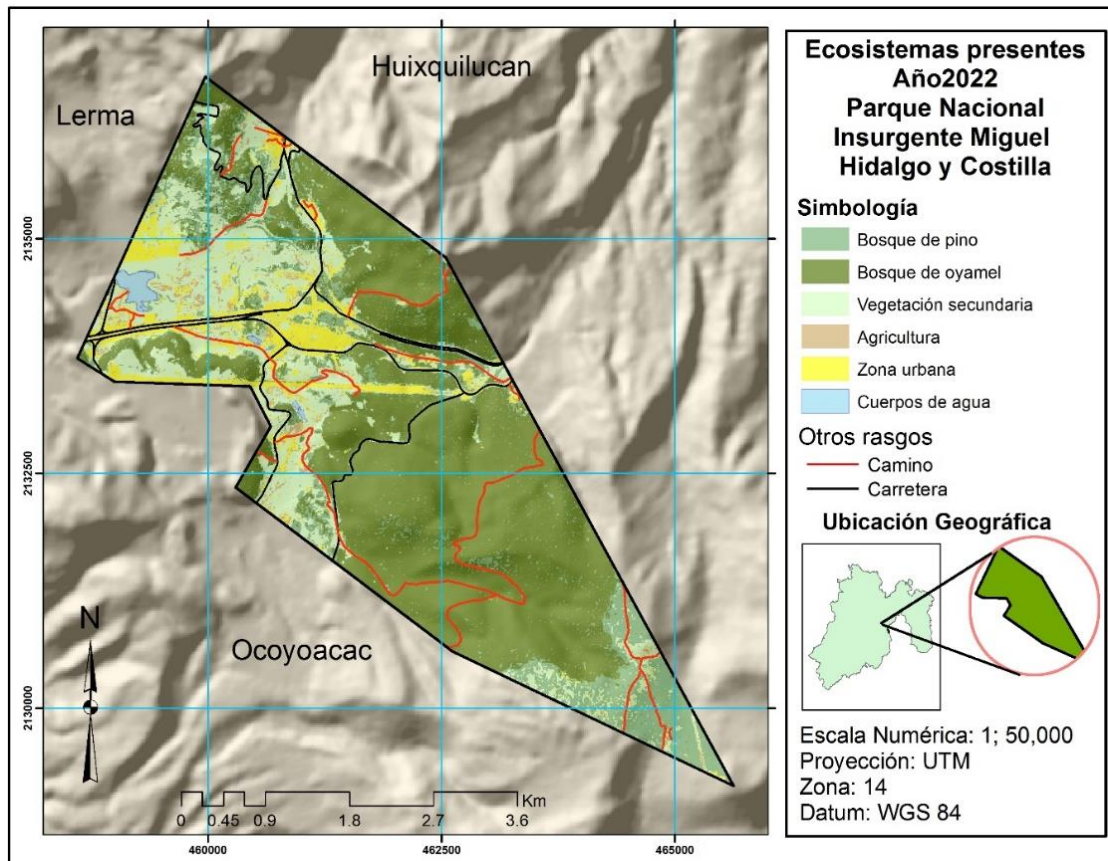 Huixquilucan
Lerma
Ocoyoacac
N
2135000
2132500
2130000
460000
462500
465000
Km
0 0.45 0.9 1.8 2.7 3.6
Ecosistemas presentes
Año2022
Parque Nacional
Insurgente Miguel
Hidalgo y Costilla
Simbología
Bosque de pino
Bosque de oyamel
Vegetación secundaria
Agricultura
Zona urbana
Cuerpos de agua
Otros rasgos
Camino
Carretera
Ubicación Geográfica
Escala Numérica: 1; 50,000
Proyección: UTM
Zona: 14
Datum: WGS 84